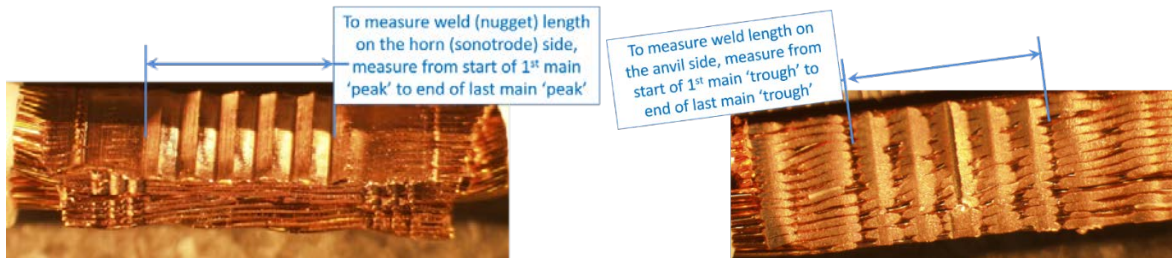 To measure weld (nugget) length
on the horn (sonotrode) side,
measure from start of 1st main
‘peak’ to end of last main ‘peak’
To measure weld length on
the anvil side, measure from
start of 1st main ‘trough’ to
end of last main ‘trough’